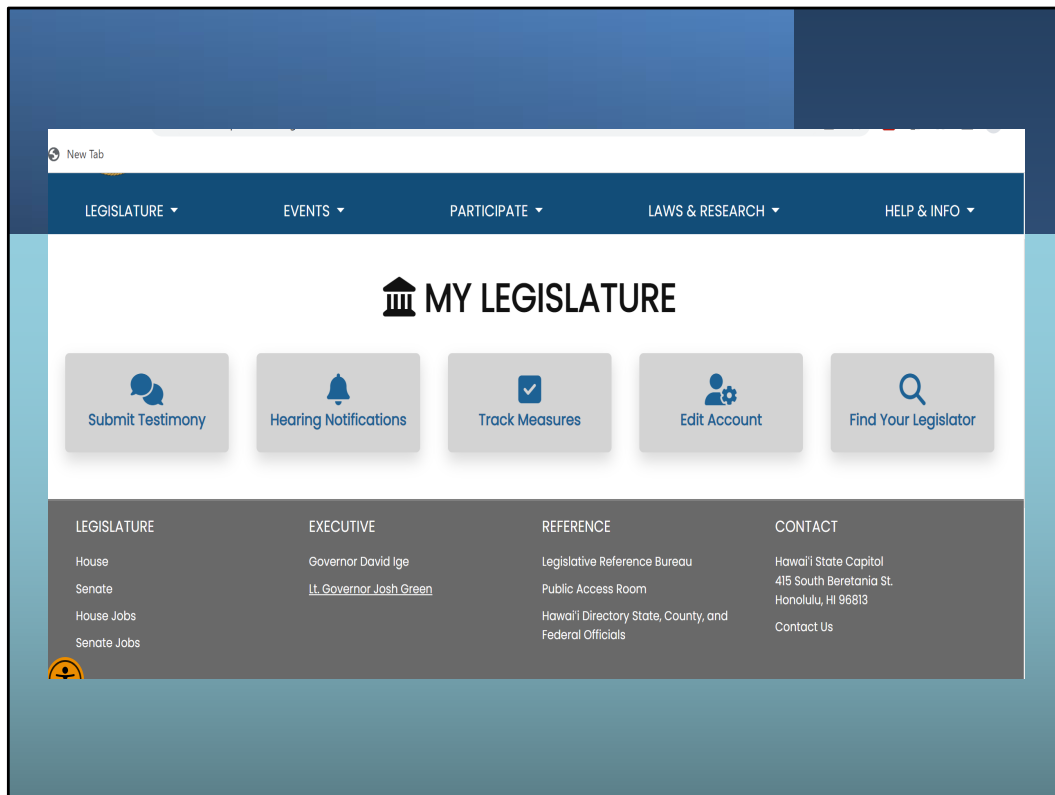 New Tab
LEGISLATURE EVENTS PARTICIPATE LAWS & RESEARCH HELP & INFO
MY LEGISLATURE
Submit Testimony
Hearing Notifications
Track Measures
Edit Account
Find Your Legislator
LEGISLATURE
House
Senate
House Jobs
Senate Jobs
EXECUTIVE
Governor David Ige
Lt. Governor Josh Green
REFERENCE
Legislative Reference Bureau
Public Access Room
Hawai'i Directory State, County, and
Federal Officials
CONTACT
Hawai'i State Capitol
415 South Beretania St.
Honolulu, HI 96813
Contact Us